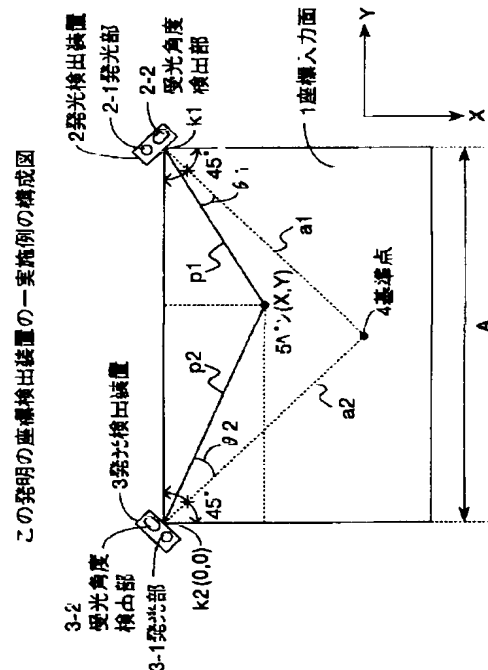 この発明の座標検出装置の一実施例の構成図
3-2
受光角度
検出部
3発光検出装置
3-1発光部
k2(0,0)
45°
2発光検出装置
2-1発光部
2-2
受光角度
検出部
k1
45°
p2
p1
θ2
θ1
5ペン(X,Y)
a2
a1
4基準点
1座標入力面
A
Y
X